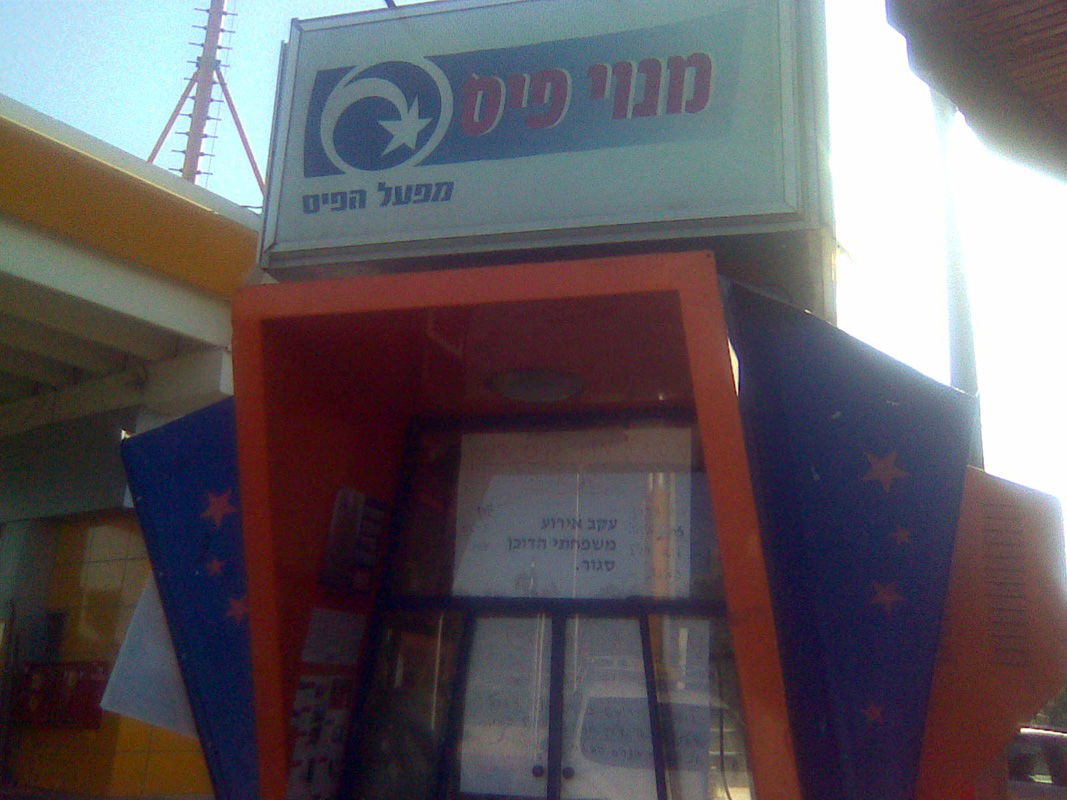 מנוי פיס
מפעל הפיס
עקב אירוע
משפחתי הדוכן
סגור.